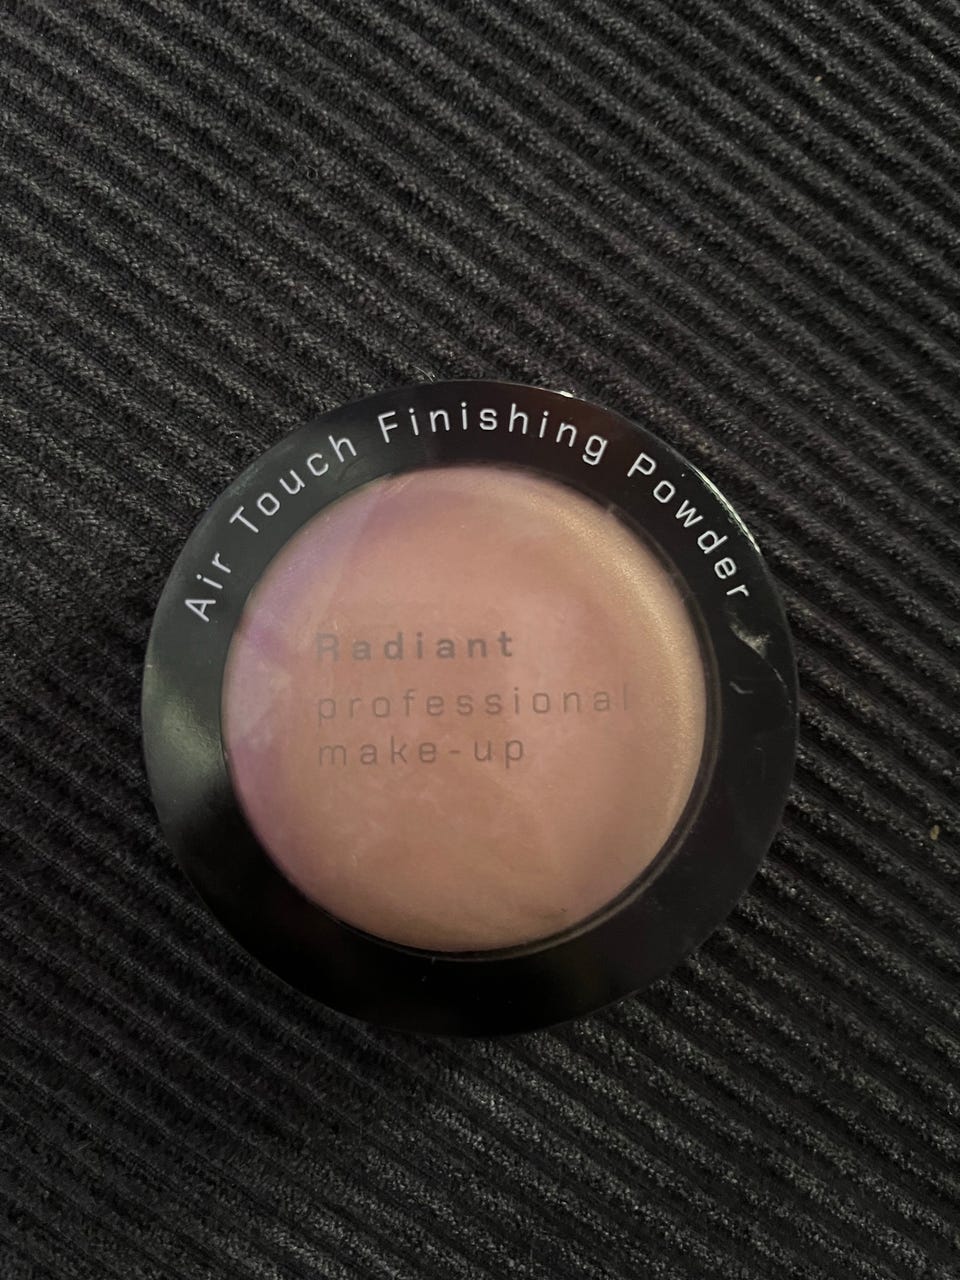 Air Touch Finishing Powder
Radiant
professional
make-up